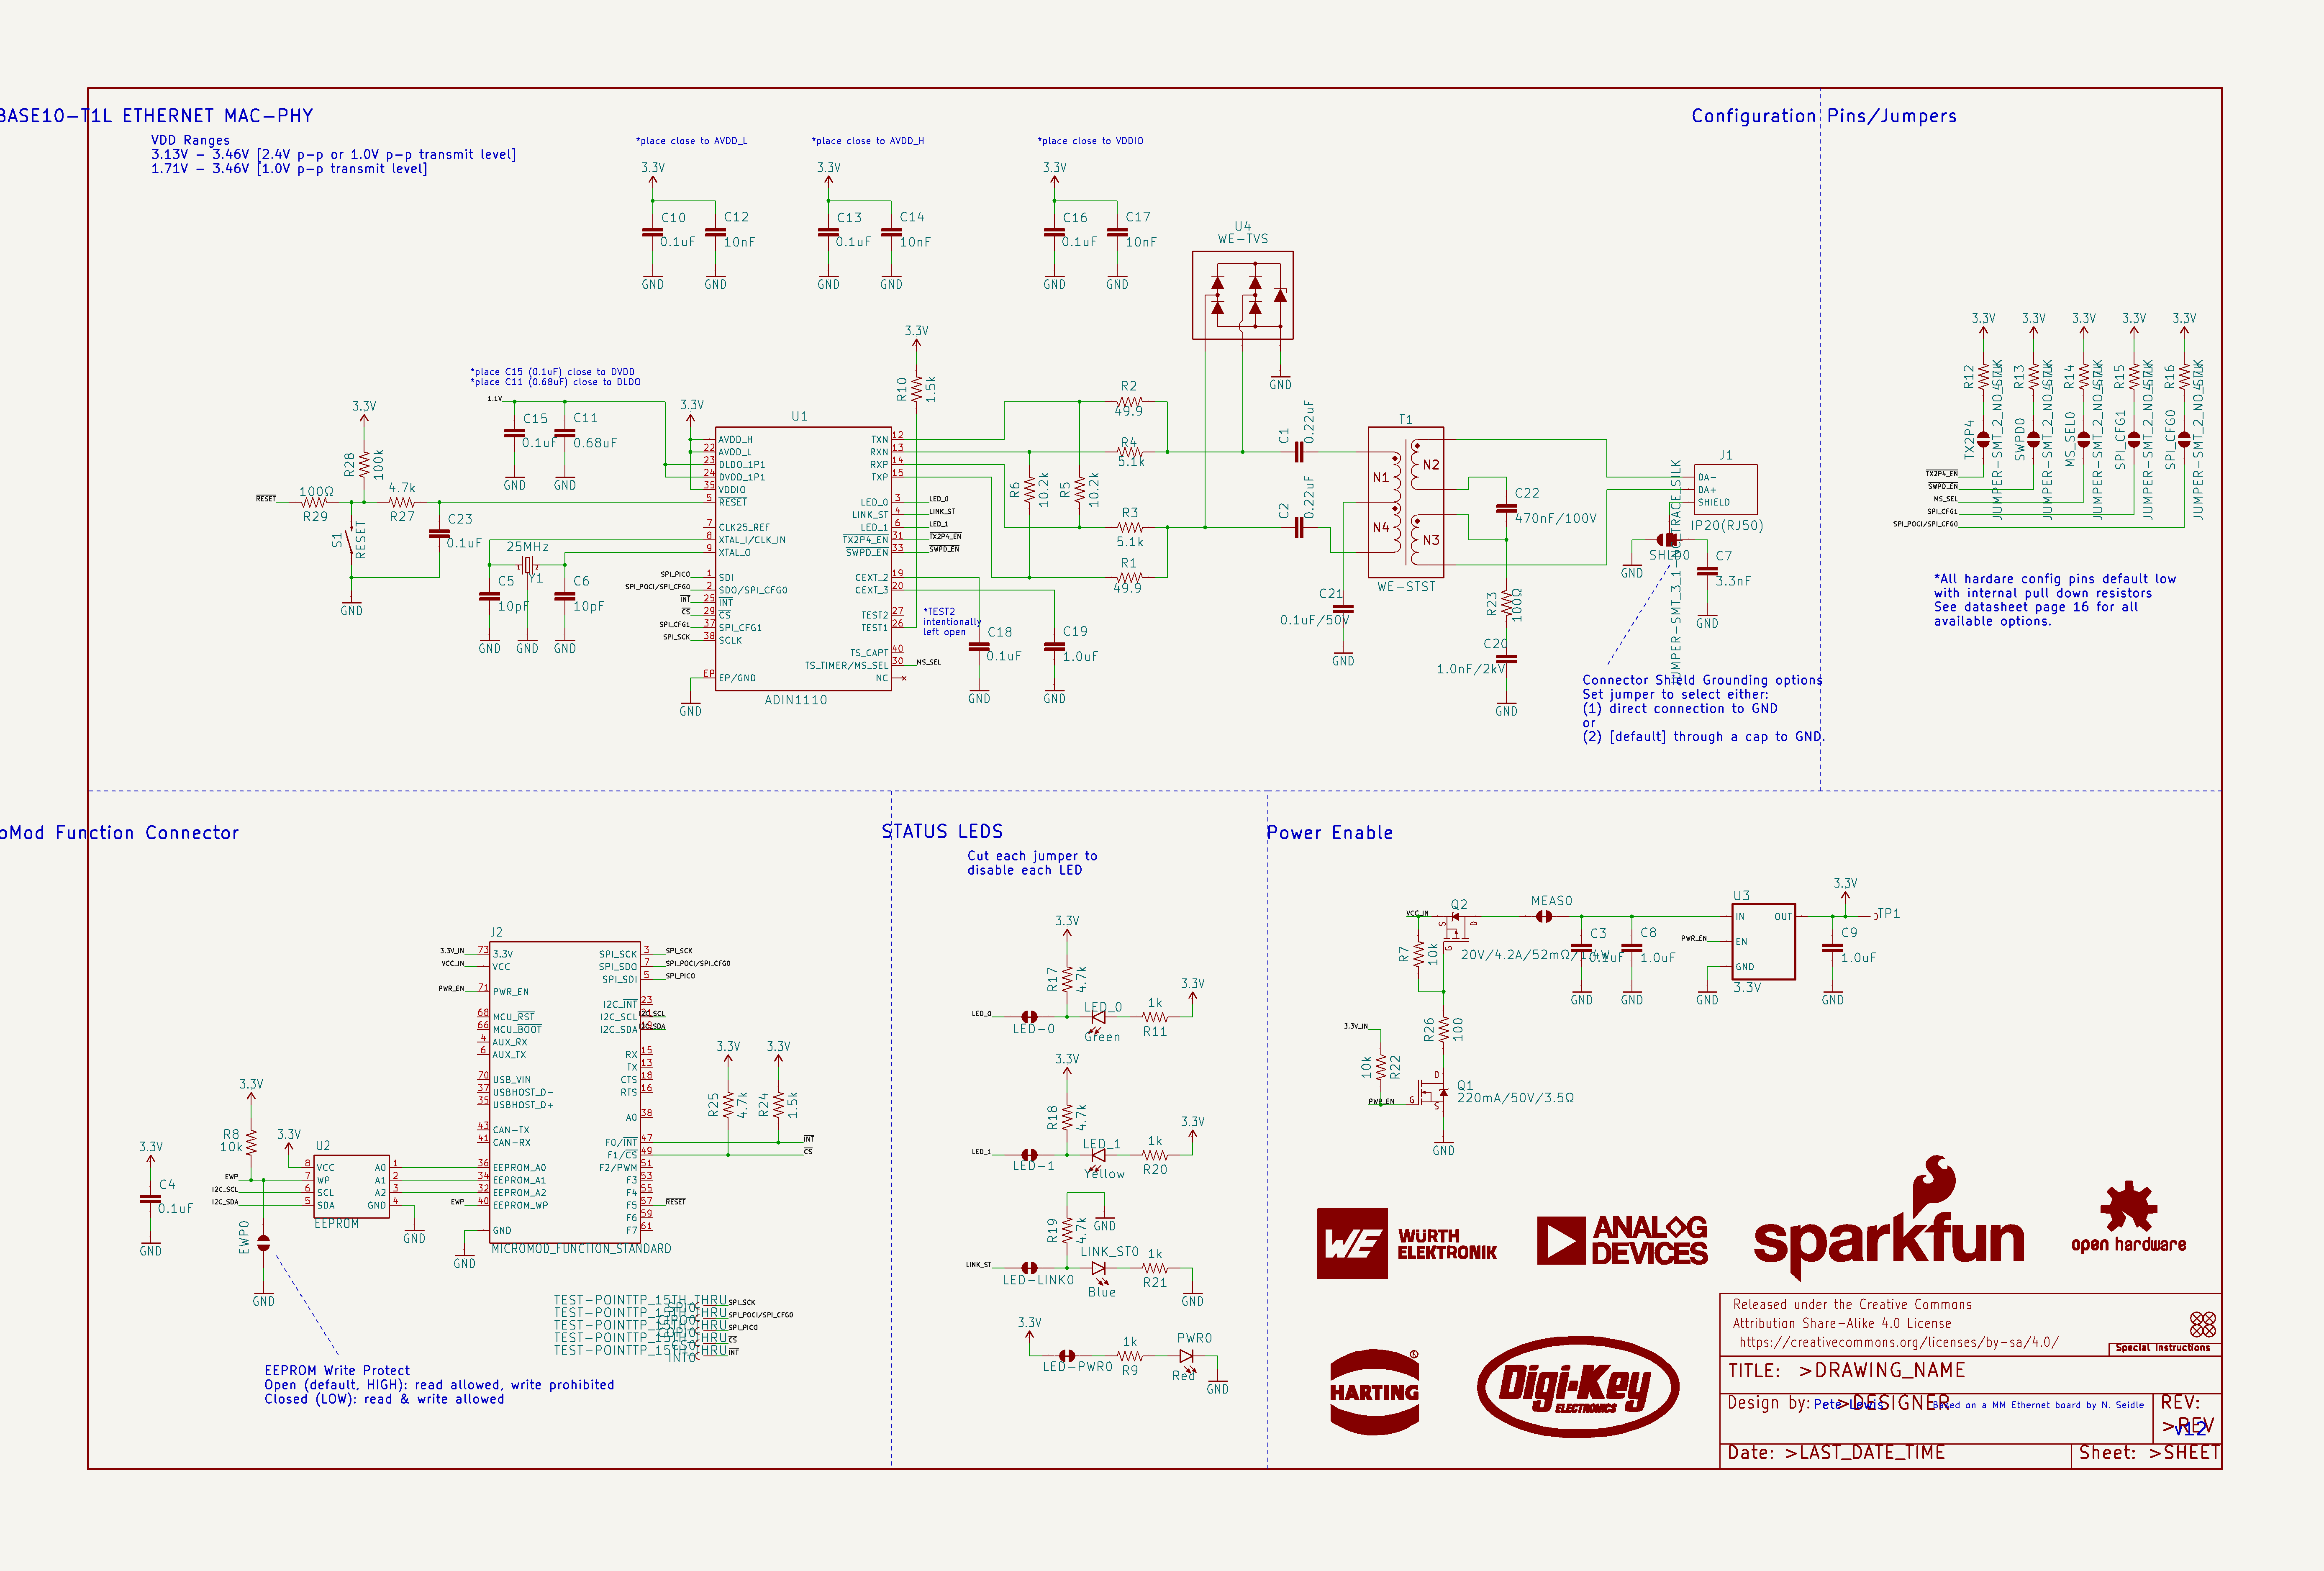 BASE10-T1L ETHERNET MAC-PHY
VDD Ranges
3.13V - 3.46V [2.4V p-p or 1.0V p-p transmit level]
1.71V - 3.46V [1.0V p-p transmit level]
*place close to AVDD_L
3.3V
C10
0.1uF
C12
10nF
GND
GND
*place close to AVDD_H
3.3V
C13
0.1uF
C14
10nF
GND
GND
*place close to VDDIO
3.3V
C16
0.1uF
C17
10nF
GND
GND
U4
WE-TVS
GND
*place C15 (0.1uF) close to DVDD
*place C11 (0.68uF) close to DLDO
1.1V
C15
0.1uF
C11
0.68uF
GND
GND
3.3V
R28
100k
RESET
100Ω
R29
4.7k
R27
S1
RESET
C23
0.1uF
GND
25MHz
Y1
C5
10pF
C6
10pF
GND
GND
GND
3.3V
U1
22 AVDD_H
21 AVDD_L
23 DLDO_1P1
24 DVDD_1P1
35 VDDIO
5 RESET
7 CLK25_REF
8 XTAL_I/CLK_IN
9 XTAL_O
SPI_PICO 1 SDI
SPI_POCI/SPI_CFG0 2 SDO/SPI_CFG0
INT 25 INT
CS 29 CS
SPI_CFG1 37 SPI_CFG1
SPI_SCK 38 SCLK
EP EP/GND
GND
TXN 12
RXN 13
RXP 14
TXP 15
LED_0 3 LED_0
LINK_ST 4 LINK_ST
LED_1 6 LED_1
TX2P4_EN 31 TX2P4_EN
SWPD_EN 33 SWPD_EN
CEXT_2 19
CEXT_3 20
TEST2 27
TEST1 26
TS_CAPT 40
TS_TIMER/MS_SEL 30 MS_SEL
NC
ADIN1110
3.3V
R10
1.5k
*TEST2
intentionally
left open
C18
0.1uF
GND
C19
1.0uF
GND
R6
10.2k
R5
10.2k
R2
49.9
R4
5.1k
R3
5.1k
R1
49.9
C1
0.22uF
C2
0.22uF
T1
N1
N2
N4
N3
WE-STST
C21
0.1uF/50V
GND
C22
470nF/100V
R23
100Ω
C20
1.0nF/2kV
GND
J1
DA-
DA+
SHIELD
IP20(RJ50)
SHLD0
GND
C7
3.3nF
GND
Connector Shield Grounding options
Set jumper to select either:
(1) direct connection to GND
or
(2) [default] through a cap to GND.
Configuration Pins/Jumpers
3.3V
3.3V
3.3V
3.3V
3.3V
R12
R13
R14
R15
R16
TX2P4
SWPD0
MS_SEL0
SPI_CFG1
SPI_CFG0
JUMPER-SMT_2_NO_SILK
JUMPER-SMT_2_NO_SILK
JUMPER-SMT_2_NO_SILK
JUMPER-SMT_2_NO_SILK
JUMPER-SMT_2_NO_SILK
TX2P4_EN
SWPD_EN
MS_SEL
SPI_CFG1
SPI_POCI/SPI_CFG0
*All hardare config pins default low
with internal pull down resistors
See datasheet page 16 for all
available options.
oMod Function Connector
J2
3.3V_IN 73 3.3V
VCC_IN VCC
PWR_EN 71 PWR_EN
68 MCU_RST
66 MCU_BOOT
4 AUX_RX
6 AUX_TX
70 USB_VIN
37 USBHOST_D-
35 USBHOST_D+
43 CAN-TX
41 CAN-RX
36 EEPROM_A0
34 EEPROM_A1
32 EEPROM_A2
EWP 40 EEPROM_WP
GND
GND
SPI_SCK 3 SPI_SCK
SPI_SDO 7 SPI_POCI/SPI_CFG0
SPI_SDI 5 SPI_PICO
I2C_INT 23
I2C_SCL
I2C_SDA
RX 15
TX 13
CTS 18
RTS 16
A0 38
F0/INT 47 INT
F1/CS 49 CS
F2/PWM 51
F3 53
F4 55
F5 57 RESET
F6 59
F7 61
MICROMOD_FUNCTION_STANDARD
3.3V
R25
4.7k
3.3V
R24
1.5k
3.3V
C4
0.1uF
GND
3.3V
R8
10k
3.3V
U2
8 VCC
EWP 7 WP
I2C_SCL 6 SCL
I2C_SDA 5 SDA
A0 1
A1 2
A2 3
GND 4
EEPROM
GND
EWP0
GND
EEPROM Write Protect
Open (default, HIGH): read allowed, write prohibited
Closed (LOW): read & write allowed
TEST-POINTTP_15TH_THRU SPI_SCK
TEST-POINTTP_15TH_THRU SPI_POCI/SPI_CFG0
TEST-POINTTP_15TH_THRU SPI_PICO
TEST-POINTTP_15TH_THRU CS
TEST-POINTTP_15TH_THRU INT
INT0
STATUS LEDS
Cut each jumper to
disable each LED
3.3V
R17
4.7k
LED_0
LED-0
LED_0
Green
1k
R11
3.3V
3.3V
R18
4.7k
LED_1
LED-1
LED_1
Yellow
1k
R20
3.3V
GND
R19
4.7k
LINK_ST
LED-LINK0
LINK_ST0
Blue
1k
R21
GND
3.3V
LED-PWR0
1k
R9
PWR0
Red
GND
Power Enable
VCC_IN
Q2
S
D
G
20V/4.2A/52mΩ/1.4W
R7
10k
R26
100
3.3V_IN
10k
R22
PWR_EN
Q1
D
G
S
220mA/50V/3.5Ω
GND
MEAS0
C3
0.1uF
GND
C8
1.0uF
GND
U3
IN
OUT
PWR_EN EN
GND
3.3V
GND
3.3V
TP1
C9
1.0uF
GND
WE WÜRTH
ELEKTRONIK
ANALOG
DEVICES
sparkfun
open hardware
HARTING
Digi-Key
ELECTRONICS
Released under the Creative Commons
Attribution Share-Alike 4.0 License
https://creativecommons.org/licenses/by-sa/4.0/
Special Instructions
TITLE: >DRAWING_NAME
Design by: Pete Lewis >DESIGNER Based on a MM Ethernet board by N. Seidle
REV:
>REV
v12
Date: >LAST_DATE_TIME
Sheet: >SHEET